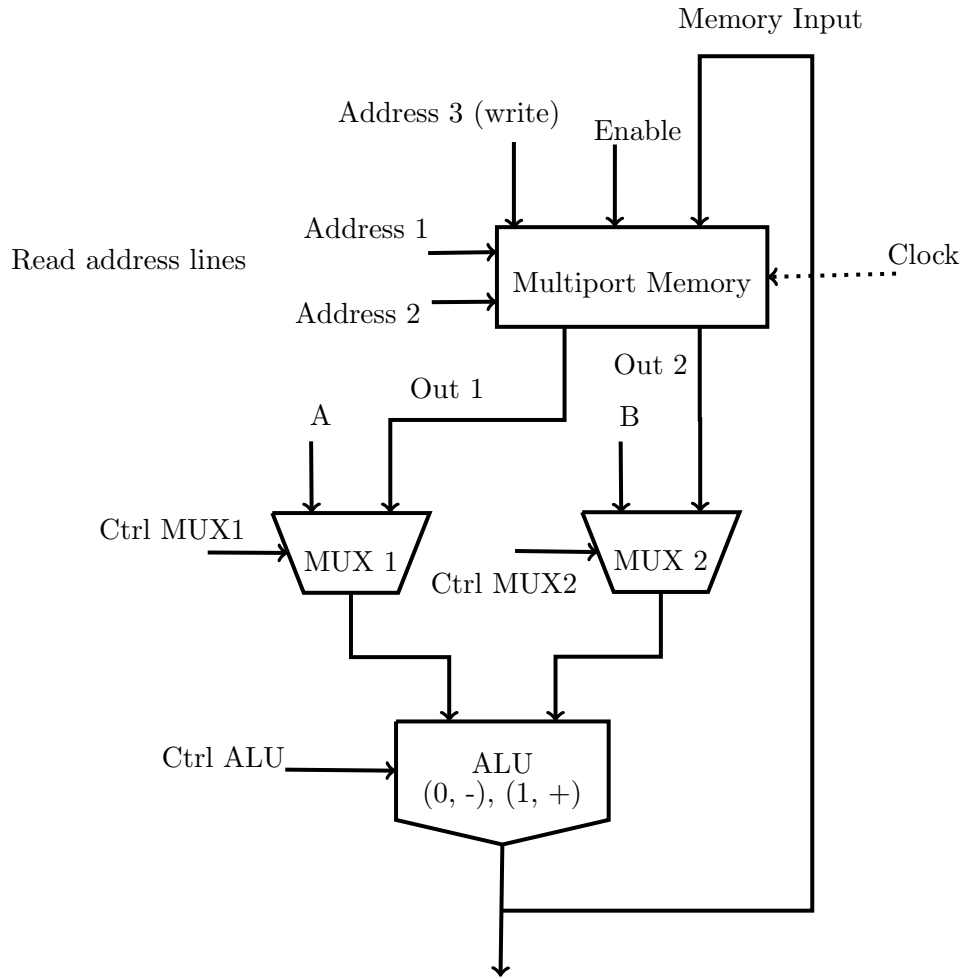 Memory Input
Address 3 (write)
Enable
Address 1
Read address lines
Clock
Multiport Memory
Address 2
Out 2
Out 1
A
B
Ctrl MUX1
MUX 1
MUX 2
Ctrl MUX2
Ctrl ALU
ALU
(0, -), (1, +)